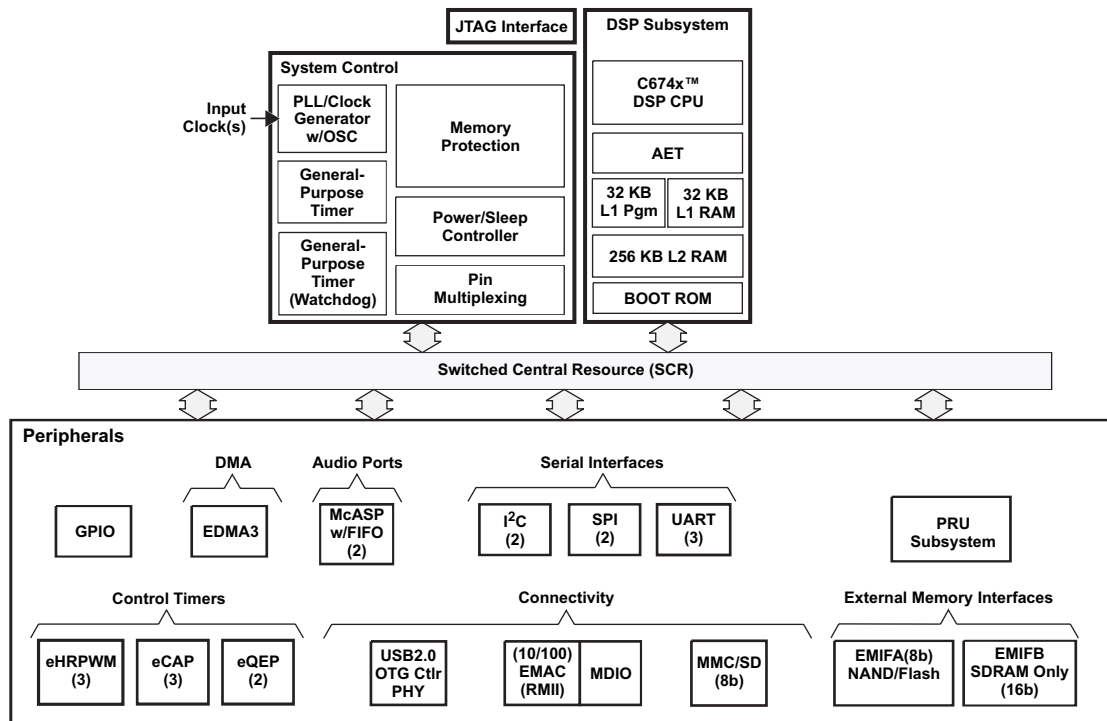 JTAG Interface
DSP Subsystem
System Control
Input
Clock(s)
PLL/Clock
Generator
w/OSC
General-
Purpose
Timer
General-
Purpose
Timer
(Watchdog)
Memory
Protection
Power/Sleep
Controller
Pin
Multiplexing
C674x™
DSP CPU
AET
32 KB
L1 Pgm
32 KB
L1 RAM
256 KB L2 RAM
BOOT ROM
Switched Central Resource (SCR)
Peripherals
DMA
Audio Ports
Serial Interfaces
GPIO
EDMA3
McASP
w/FIFO
(2)
I²C
(2)
SPI
(2)
UART
(3)
PRU
Subsystem
Control Timers
Connectivity
External Memory Interfaces
eHRPWM
(3)
eCAP
(3)
eQEP
(2)
USB2.0
OTG Ctlr
PHY
(10/100)
EMAC
(RMII)
MDIO
MMC/SD
(8b)
EMIFA(8b)
NAND/Flash
EMIFB
SDRAM Only
(16b)